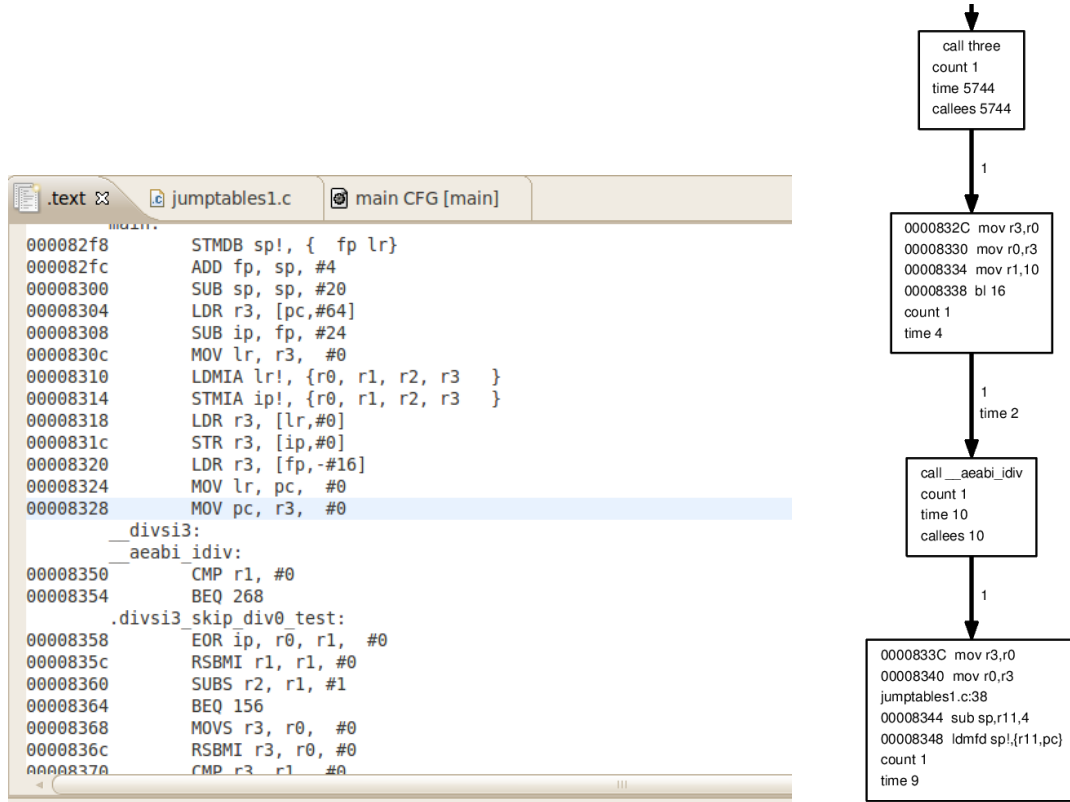 .text
jumptables1.c
main CFG [main]
main:
000082f8 STMDB sp!, { fp lr}
000082fc ADD fp, sp, #4
00008300 SUB sp, sp, #20
00008304 LDR r3, [pc,#64]
00008308 SUB ip, fp, #24
0000830c MOV lr, r3, #0
00008310 LDMIA lr!, {r0, r1, r2, r3 }
00008314 STMIA ip!, {r0, r1, r2, r3 }
00008318 LDR r3, [lr,#0]
0000831c STR r3, [ip,#0]
00008320 LDR r3, [fp,-#16]
00008324 MOV lr, pc, #0
00008328 MOV pc, r3, #0
__divsi3:
__aeabi_idiv:
00008350 CMP r1, #0
00008354 BEQ 268
.divsi3_skip_div0_test:
00008358 EOR ip, r0, r1, #0
0000835c RSBMI r1, r1, #0
00008360 SUBS r2, r1, #1
00008364 BEQ 156
00008368 MOVS r3, r0, #0
0000836c RSBMI r3, r0, #0
00008370 CMP r3, r1, #0
call three
count 1
time 5744
callees 5744
1
0000832C mov r3,r0
00008330 mov r0,r3
00008334 mov r1,10
00008338 bl 16
count 1
time 4
1
time 2
call __aeabi_idiv
count 1
time 10
callees 10
1
0000833C mov r3,r0
00008340 mov r0,r3
jumptables1.c:38
00008344 sub sp,r11,4
00008348 ldmfd sp!,{r11,pc}
count 1
time 9